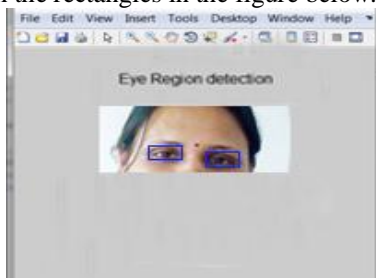 the rectangles in the figure below.
File Edit View Insert Tools Desktop Window Help
Eye Region detection